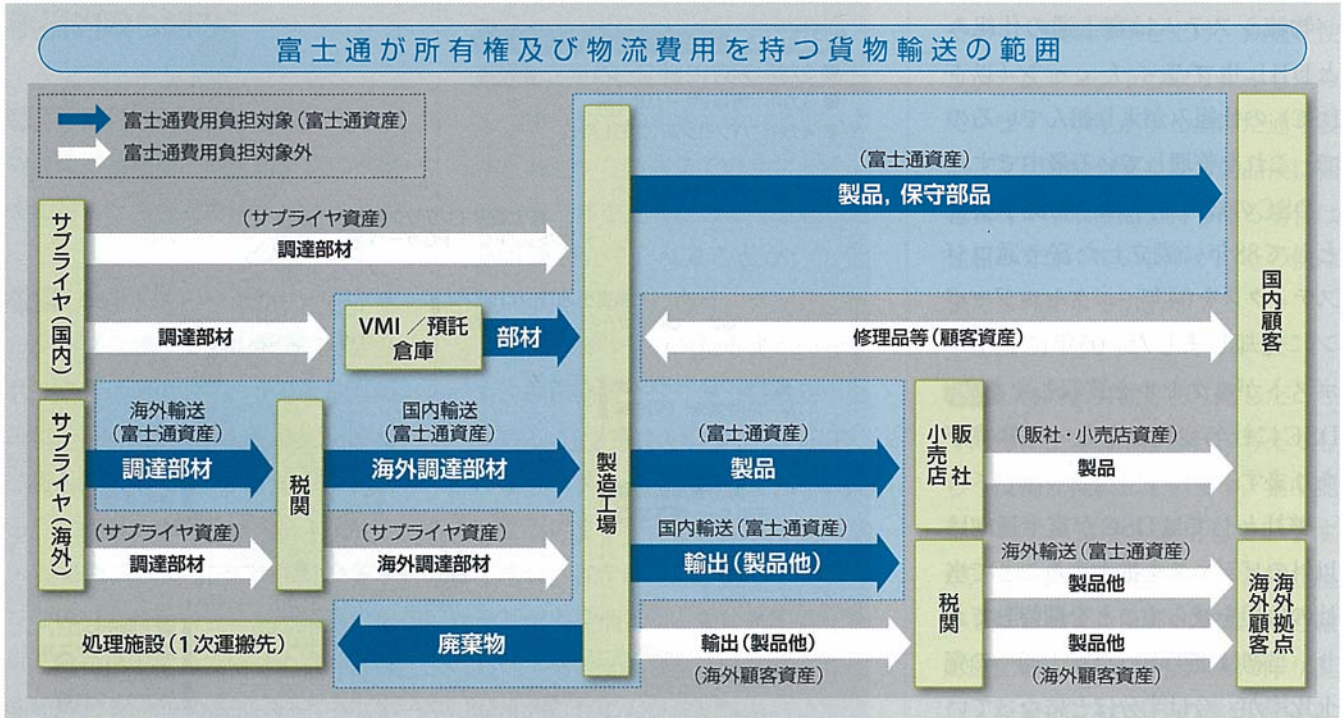 富士通が所有権及び物流費用を持つ貨物輸送の範囲
富士通費用負担対象(富士通資産)
富士通費用負担対象外
サプライヤ(国内)
(サプライヤ資産)
調達部材
調達部材
VMI/預託
倉庫
部材
(富士通資産)
製品,保守部品
修理品等(顧客資産)
国内顧客
サプライヤ(海外)
海外輸送
(富士通資産)
調達部材
(サプライヤ資産)
調達部材
税関
国内輸送
(富士通資産)
海外調達部材
(サプライヤ資産)
海外調達部材
製造工場
(富士通資産)
製品
国内輸送(富士通資産)
輸出(製品他)
販社
小売店
(販社・小売店資産)
製品
処理施設(1次運搬先)
廃棄物
輸出(製品他)
(海外顧客資産)
税関
海外輸送(富士通資産)
製品他
製品他
(海外顧客資産)
海外拠点
海外顧客